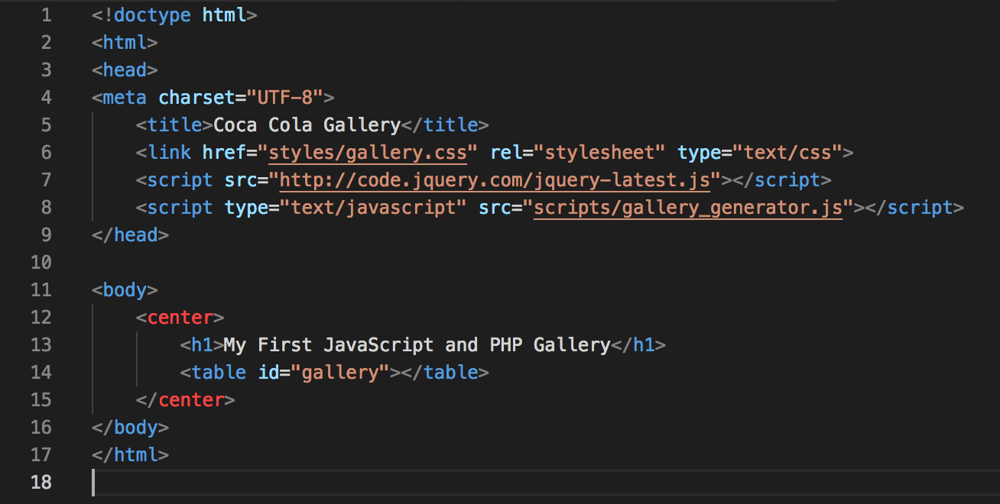 1 <!doctype html>
2 <html>
3 <head>
4 <meta charset="UTF-8">
5     <title>Coca Cola Gallery</title>
6     <link href="styles/gallery.css" rel="stylesheet" type="text/css">
7     <script src="http://code.jquery.com/jquery-latest.js"></script>
8     <script type="text/javascript" src="scripts/gallery_generator.js"></script>
9 </head>
10
11 <body>
12     <center>
13         <h1>My First JavaScript and PHP Gallery</h1>
14         <table id="gallery"></table>
15     </center>
16 </body>
17 </html>
18